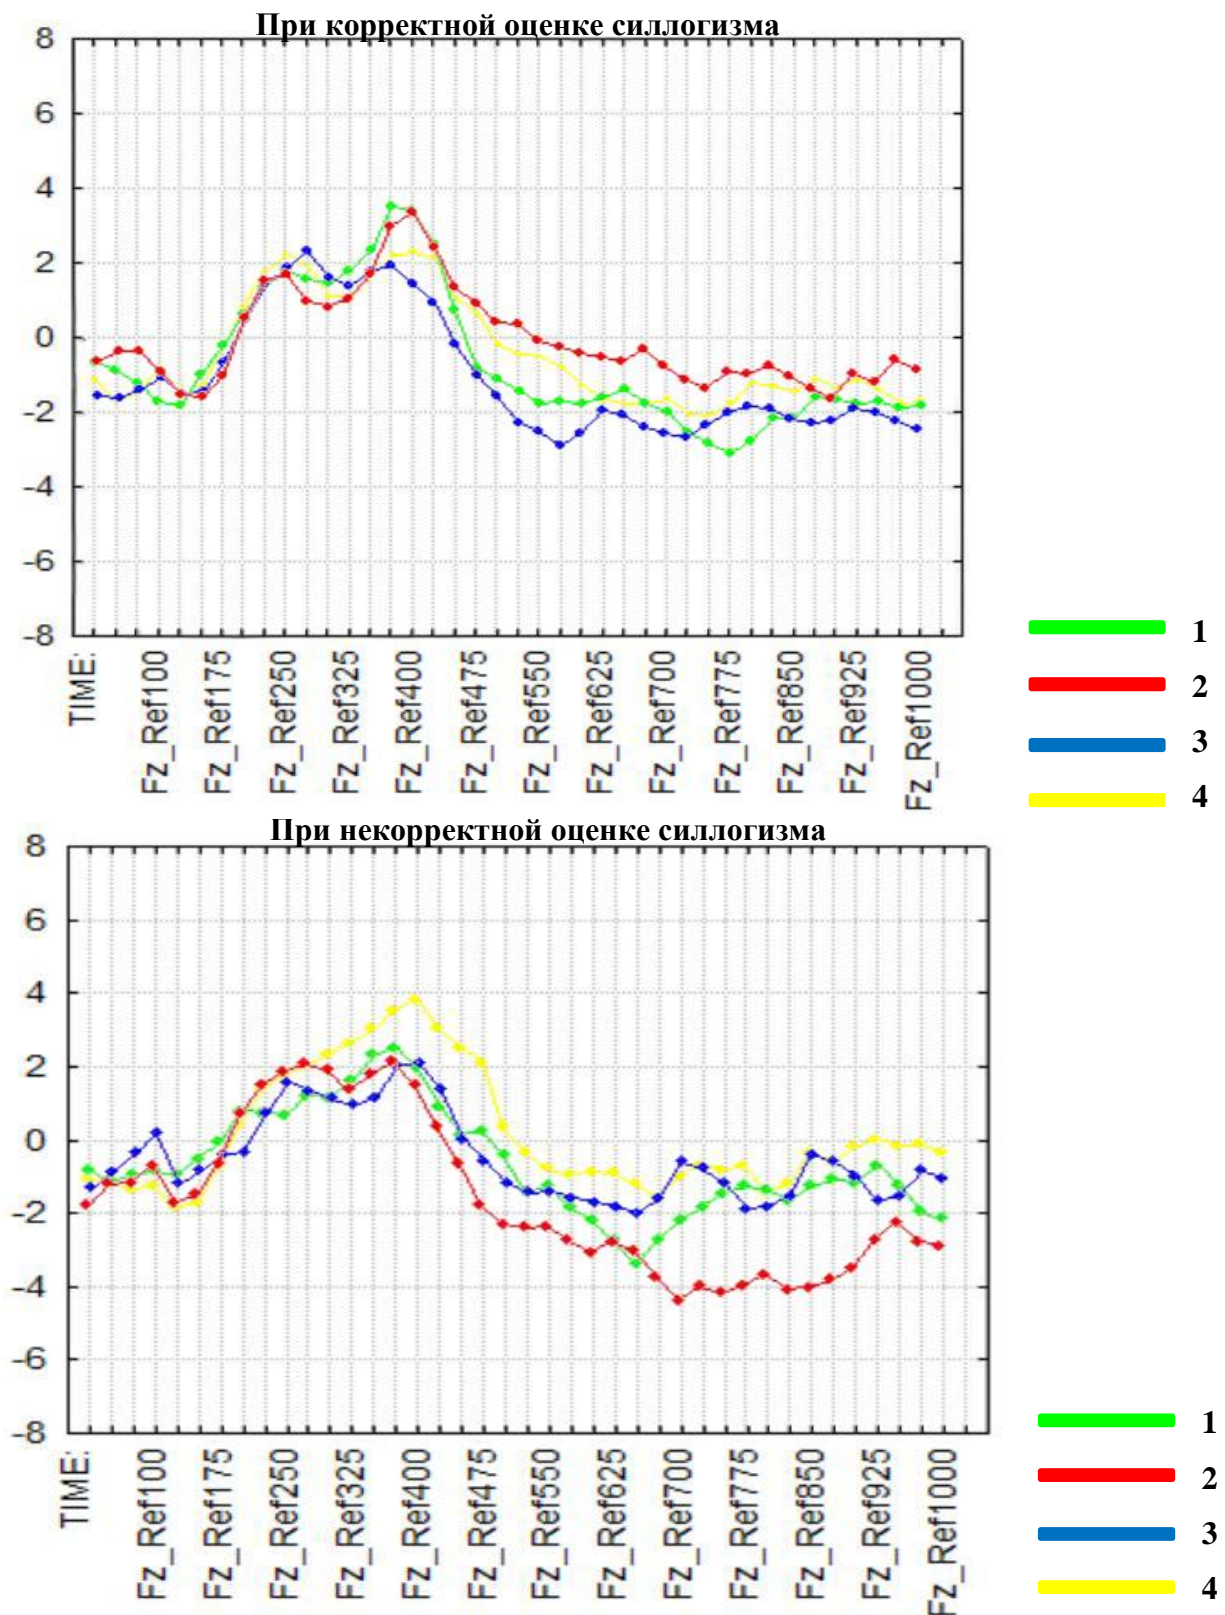 При корректной оценке силлогизма
8
6
4
2
0
-2
-4
-6
-8
TIME:
Fz_Ref100
Fz_Ref175
Fz_Ref250
Fz_Ref325
Fz_Ref400
Fz_Ref475
Fz_Ref550
Fz_Ref625
Fz_Ref700
Fz_Ref775
Fz_Ref850
Fz_Ref925
Fz_Ref1000
1
2
3
4
При некорректной оценке силлогизма
8
6
4
2
0
-2
-4
-6
-8
TIME:
Fz_Ref100
Fz_Ref175
Fz_Ref250
Fz_Ref325
Fz_Ref400
Fz_Ref475
Fz_Ref550
Fz_Ref625
Fz_Ref700
Fz_Ref775
Fz_Ref850
Fz_Ref925
Fz_Ref1000
1
2
3
4